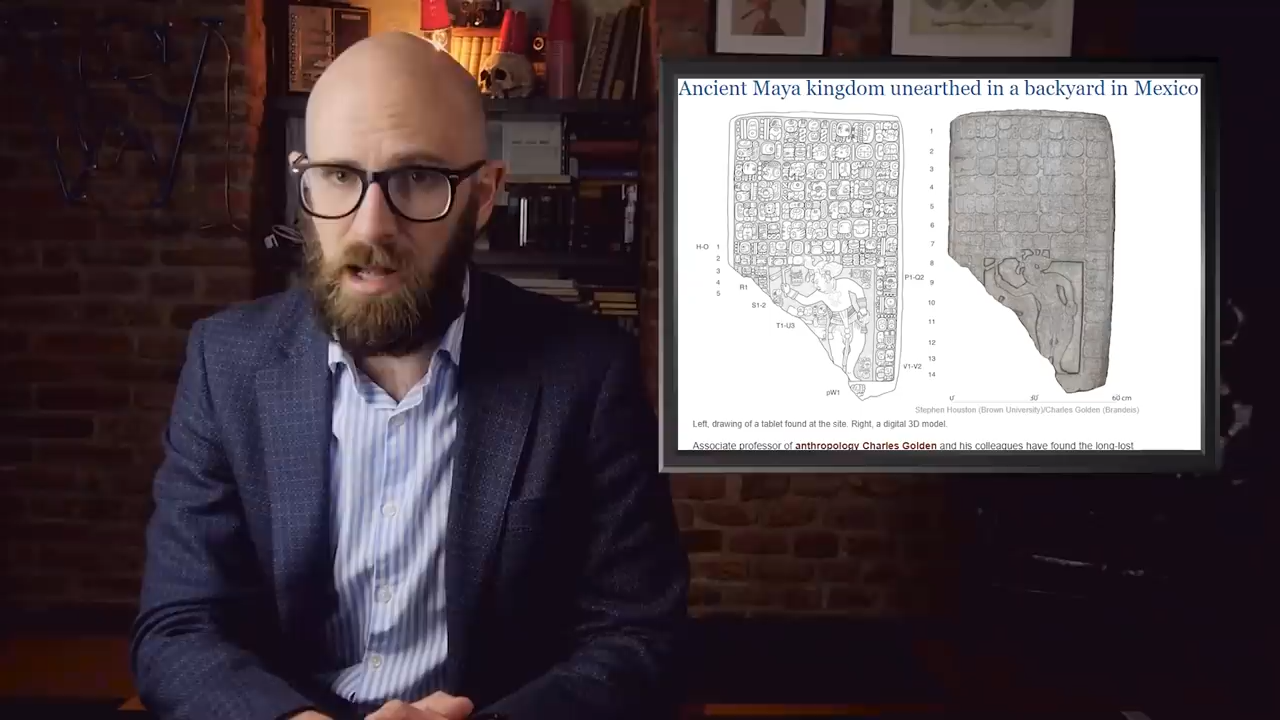 Ancient Maya kingdom unearthed in a backyard in Mexico
H-O 1
2
3
4
5
R1
S1-2
T1-U3
pW1
P1-Q2
V1-V2
1
2
3
4
5
6
7
8
9
10
11
12
13
14
0 30 60 cm
Stephen Houston (Brown University)/Charles Golden (Brandeis)
Left, drawing of a tablet found at the site. Right, a digital 3D model.
Associate professor of anthropology Charles Golden and his colleagues have found the long-lost